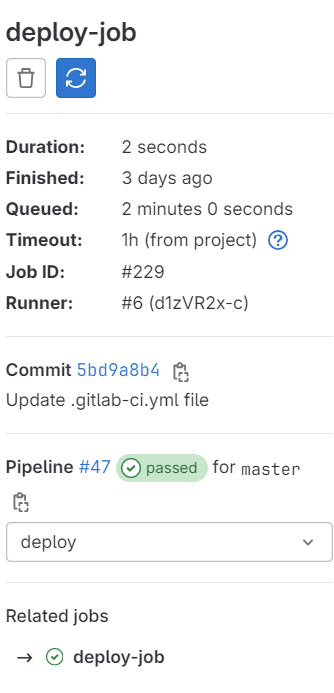 deploy-job
Duration: 2 seconds
Finished: 3 days ago
Queued: 2 minutes 0 seconds
Timeout: 1h (from project) ?
Job ID: #229
Runner: #6 (d1zVR2x-c)
Commit 5bd9a8b4
Update .gitlab-ci.yml file
Pipeline #47 passed for master
deploy
Related jobs
→ deploy-job